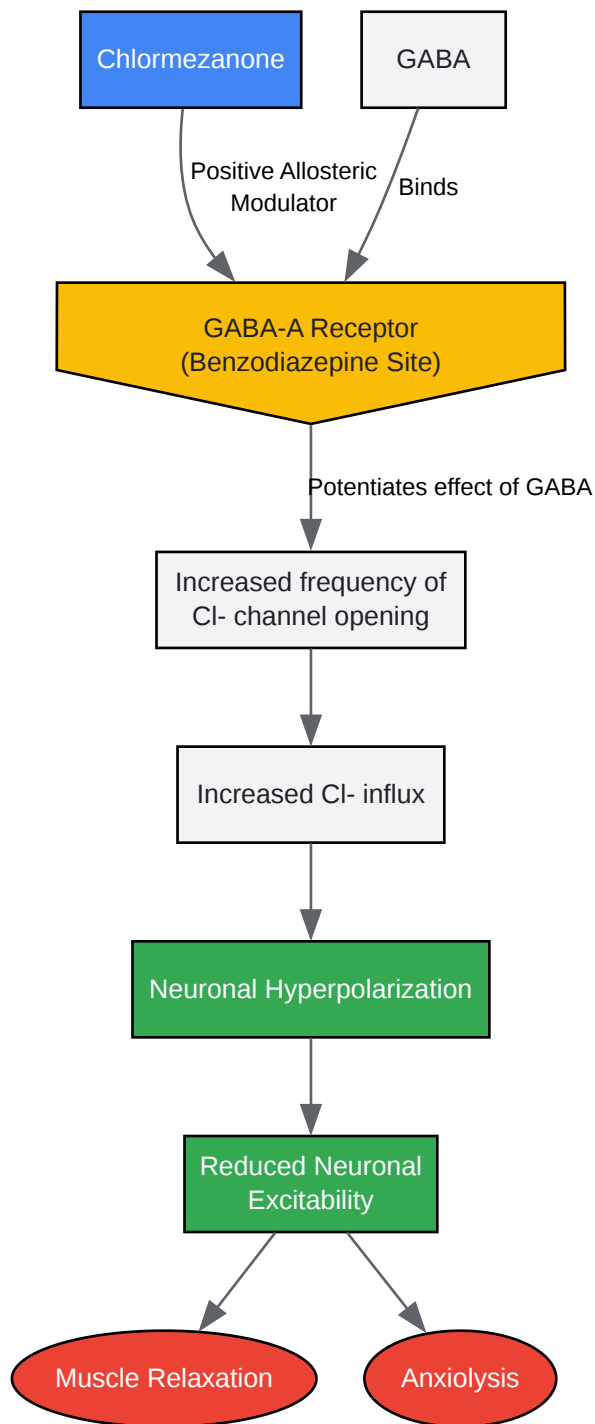 Chlormezanone
GABA
Positive Allosteric
Modulator
Binds
GABA-A Receptor
(Benzodiazepine Site)
Potentiates effect of GABA
Increased frequency of
Cl- channel opening
Increased Cl- influx
Neuronal Hyperpolarization
Reduced Neuronal
Excitability
Muscle Relaxation
Anxiolysis